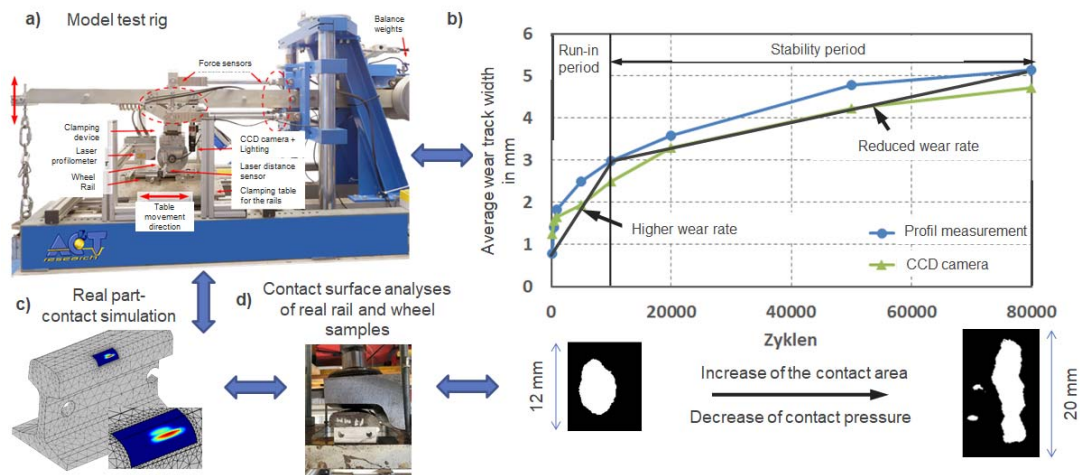 a)
Model test rig
Balance
weights
Force sensors
Clamping
device
Laser
profilometer
Wheel
Rail
CCD camera +
Lighting
Laser distance
sensor
Clamping table
for the rails
Table
movement
direction
AC²T
research
b)
Average wear track width
in mm
6
5
4
3
2
1
0
Run-in
period
Stability period
Reduced wear rate
Higher wear rate
Profil measurement
CCD camera
0
20000
40000
60000
80000
Zyklen
c)
Real part-
contact simulation
d)
Contact surface analyses
of real rail and wheel
samples
12 mm
Increase of the contact area
Decrease of contact pressure
20 mm